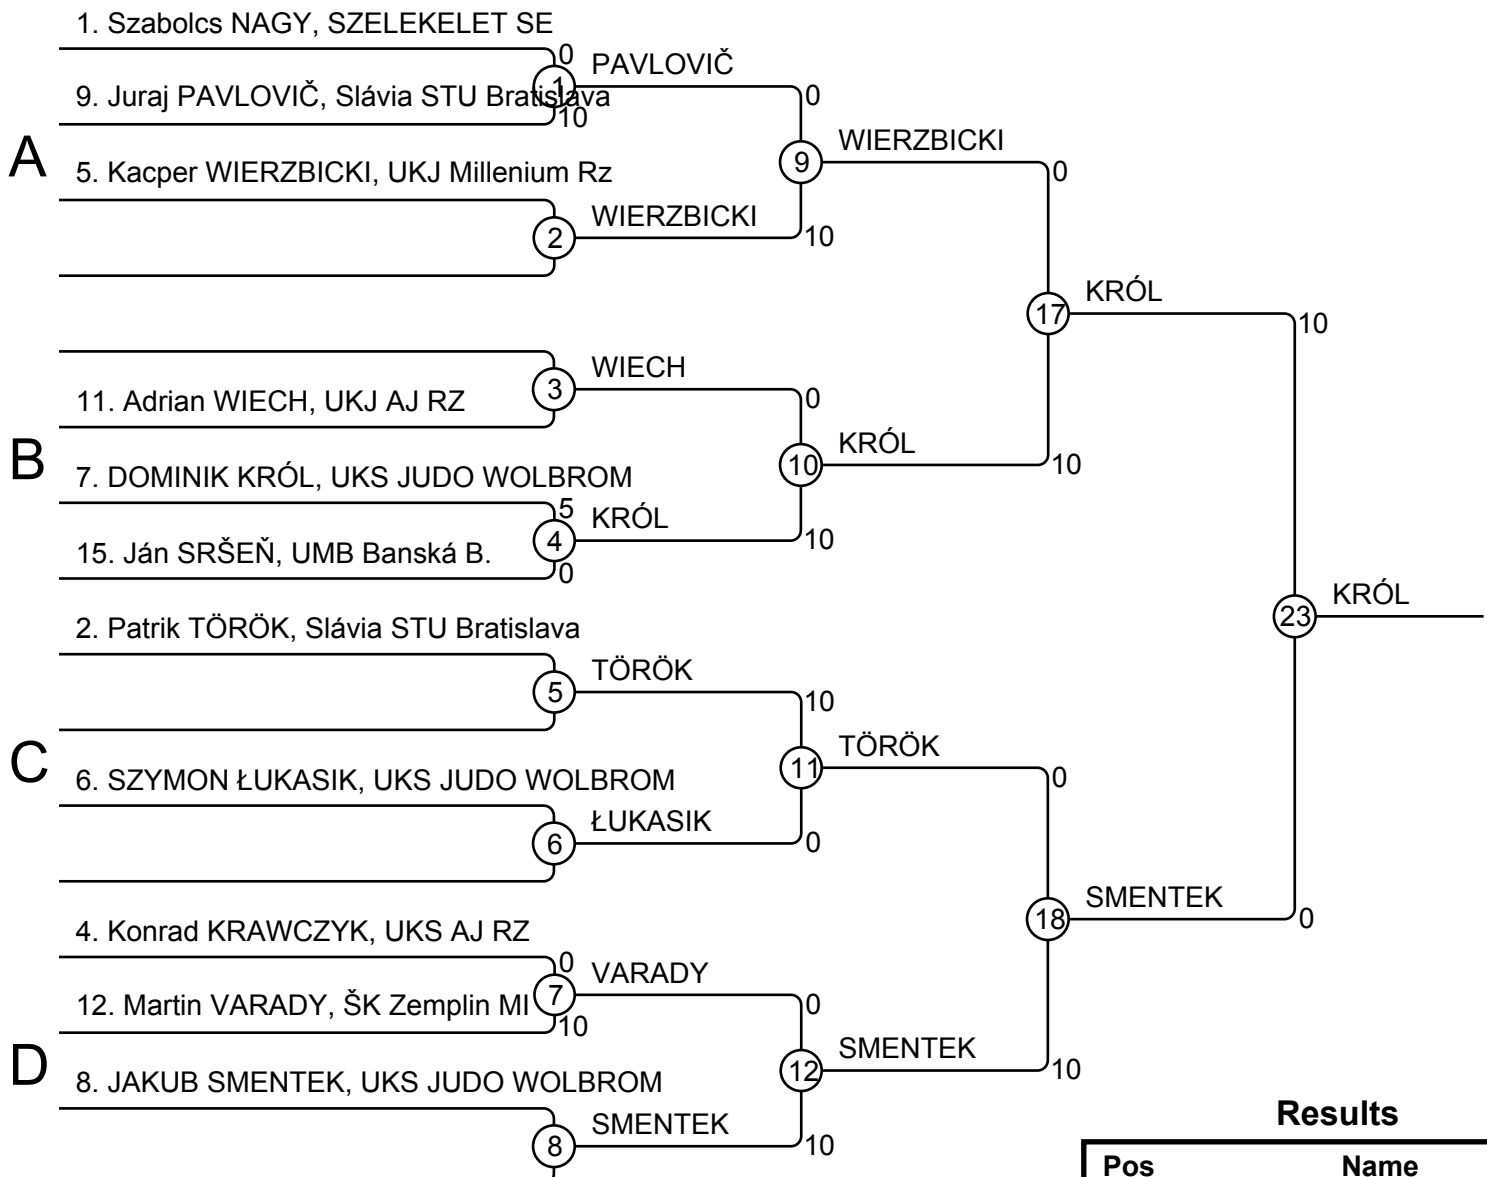 1. Szabolcs NAGY, SZELEKELET SE
0
1
PAVLOVIČ
9. Juraj PAVLOVIČ, Slávia STU Bratislava
10
0
A
9
WIERZBICKI
5. Kacper WIERZBICKI, UKJ Millenium Rz
2
WIERZBICKI
10
0
17
KRÓL
10
3
WIECH
11. Adrian WIECH, UKJ AJ RZ
0
B
10
KRÓL
10
7. DOMINIK KRÓL, UKS JUDO WOLBROM
5
4
KRÓL
15. Ján SRŠEŇ, UMB Banská B.
0
10
23
KRÓL
2. Patrik TÖRÖK, Slávia STU Bratislava
5
TÖRÖK
10
C
11
TÖRÖK
0
6. SZYMON ŁUKASIK, UKS JUDO WOLBROM
6
ŁUKASIK
0
18
SMENTEK
0
4. Konrad KRAWCZYK, UKS AJ RZ
0
7
VARADY
12. Martin VARADY, ŠK Zemplin MI
10
0
D
12
SMENTEK
10
8. JAKUB SMENTEK, UKS JUDO WOLBROM
8
SMENTEK
10
Results
Pos Name